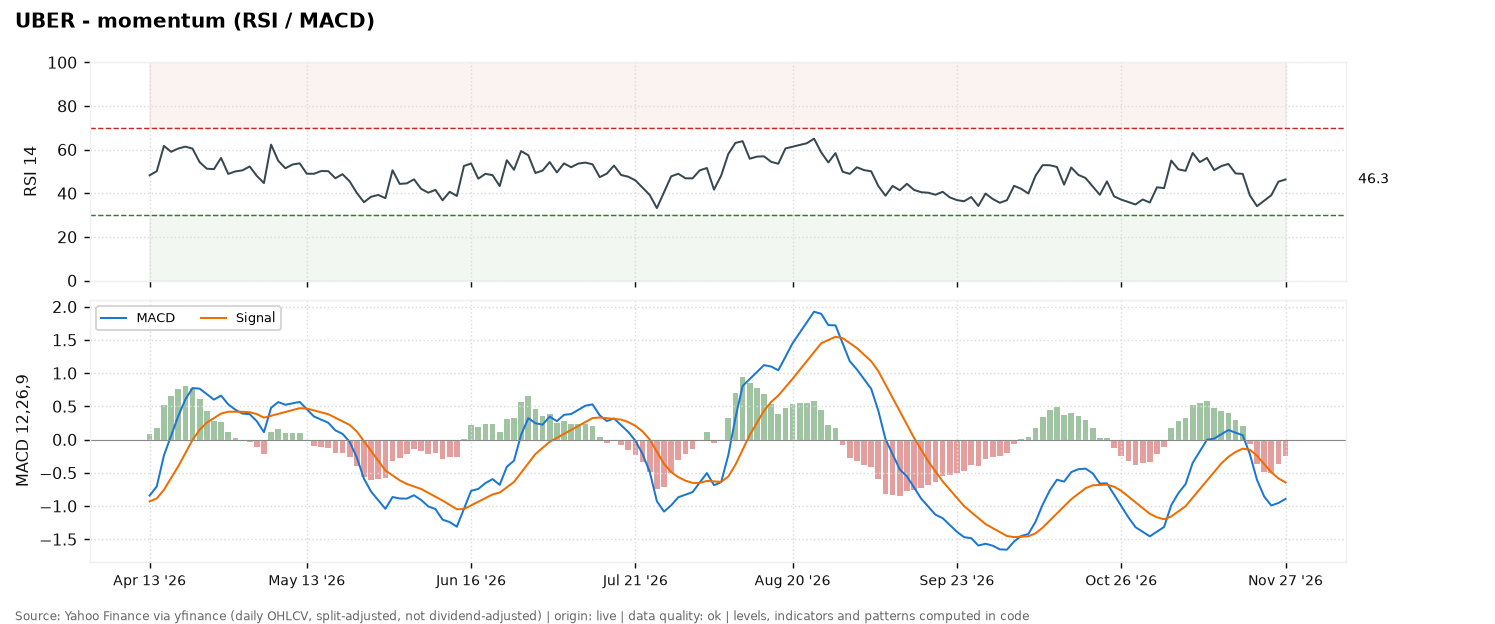 UBER - momentum (RSI / MACD)
100
80
60
40
20
0
RSI 14
46.3
2.0
1.5
1.0
0.5
0.0
−0.5
−1.0
−1.5
MACD 12,26,9
MACD Signal
Apr 13 '26 May 13 '26 Jun 16 '26 Jul 21 '26 Aug 20 '26 Sep 23 '26 Oct 26 '26 Nov 27 '26
Source: Yahoo Finance via yfinance (daily OHLCV, split-adjusted, not dividend-adjusted) | origin: live | data quality: ok | levels, indicators and patterns computed in code